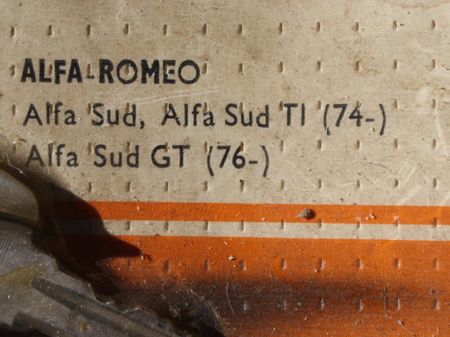 ALFA-ROMEO
Alfa Sud, Alfa Sud TI (74-)
Alfa Sud GT (76-)